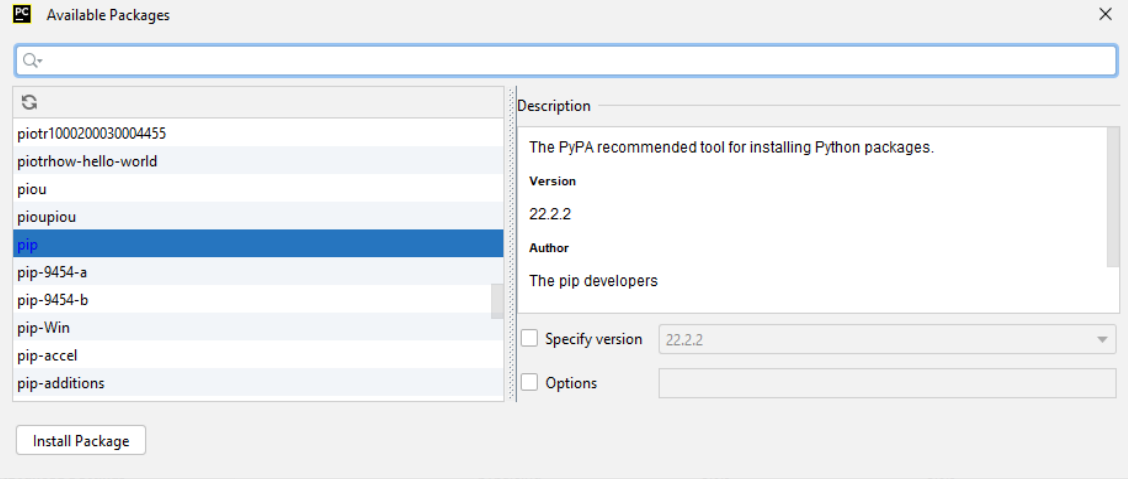 PC Available Packages
piotr1000200030004455
piotrhow-hello-world
piou
pioupiou
pip
pip-9454-a
pip-9454-b
pip-Win
pip-accel
pip-additions
Description
The PyPA recommended tool for installing Python packages.
Version
22.2.2
Author
The pip developers
Specify version 22.2.2
Options
Install Package